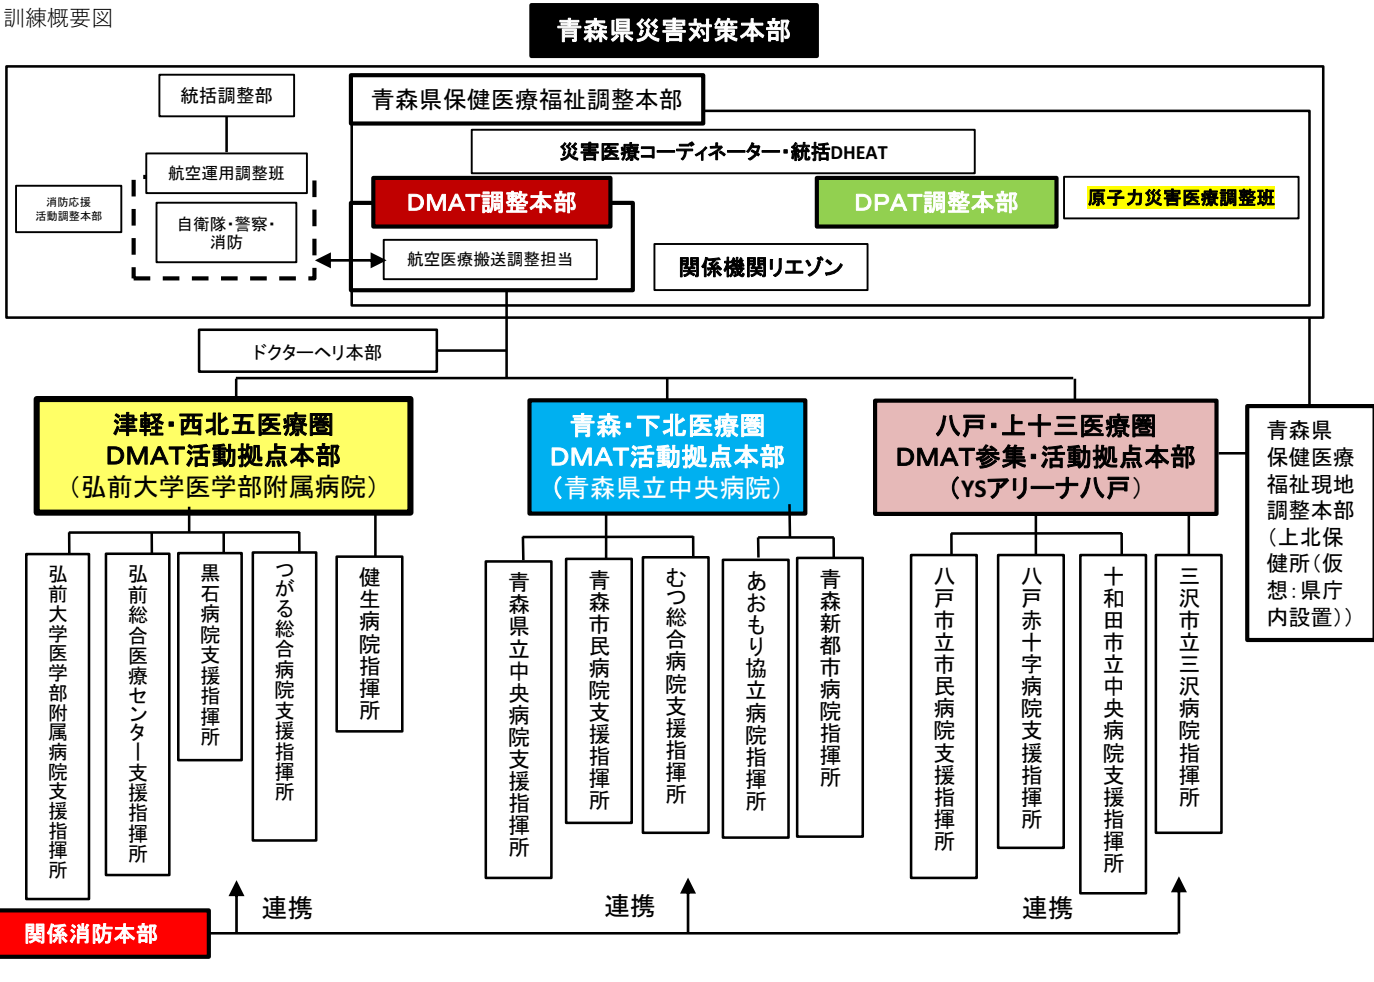 訓練概要図
青森県災害対策本部
統括調整部
青森県保健医療福祉調整本部
災害医療コーディネーター・統括DHEAT
航空運用調整班
消防応援
活動調整本部
自衛隊・警察・
消防
DMAT調整本部
DPAT調整本部
原子力災害医療調整班
航空医療搬送調整担当
関係機関リエゾン
ドクターヘリ本部
津軽・西北五医療圏
DMAT活動拠点本部
（弘前大学医学部附属病院）
青森・下北医療圏
DMAT活動拠点本部
（青森県立中央病院）
八戸・上十三医療圏
DMAT参集・活動拠点本部
（YSアリーナ八戸）
青森県
保健医療
福祉現地
調整本部
（上北保
健所（仮
想：県庁
内設置））
弘前大学医学部附属病院支援指揮所
弘前総合医療センター支援指揮所
黒石病院支援指揮所
つがる総合病院支援指揮所
健生病院指揮所
青森県立中央病院支援指揮所
青森市民病院支援指揮所
むつ総合病院支援指揮所
あおもり協立病院指揮所
青森新都市病院指揮所
八戸市立市民病院支援指揮所
八戸赤十字病院支援指揮所
十和田市立中央病院支援指揮所
三沢市立三沢病院指揮所
連携
連携
連携
関係消防本部